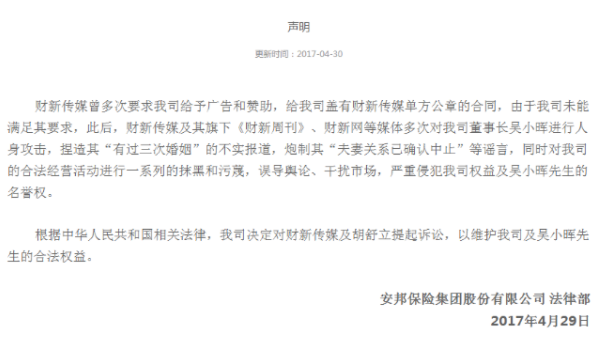 声明
更新时间：2017-04-30
财新传媒曾多次要求我司给予广告和赞助，给我司盖有财新传媒单方公章的合同，由于我司未能
满足其要求，此后，财新传媒及其旗下《财新周刊》、财新网等媒体多次对我司董事长吴小晖进行人
身攻击，捏造其“有过三次婚姻”的不实报道，炮制其“夫妻关系已确认中止”等谣言，同时对我司
的合法经营活动进行一系列的抹黑和污蔑，误导舆论、干扰市场，严重侵犯我司权益及吴小晖先生的
名誉权。
根据中华人民共和国相关法律，我司决定对财新传媒及胡舒立提起诉讼，以维护我司及吴小晖先
生的合法权益。
安邦保险集团股份有限公司 法律部
2017年4月29日